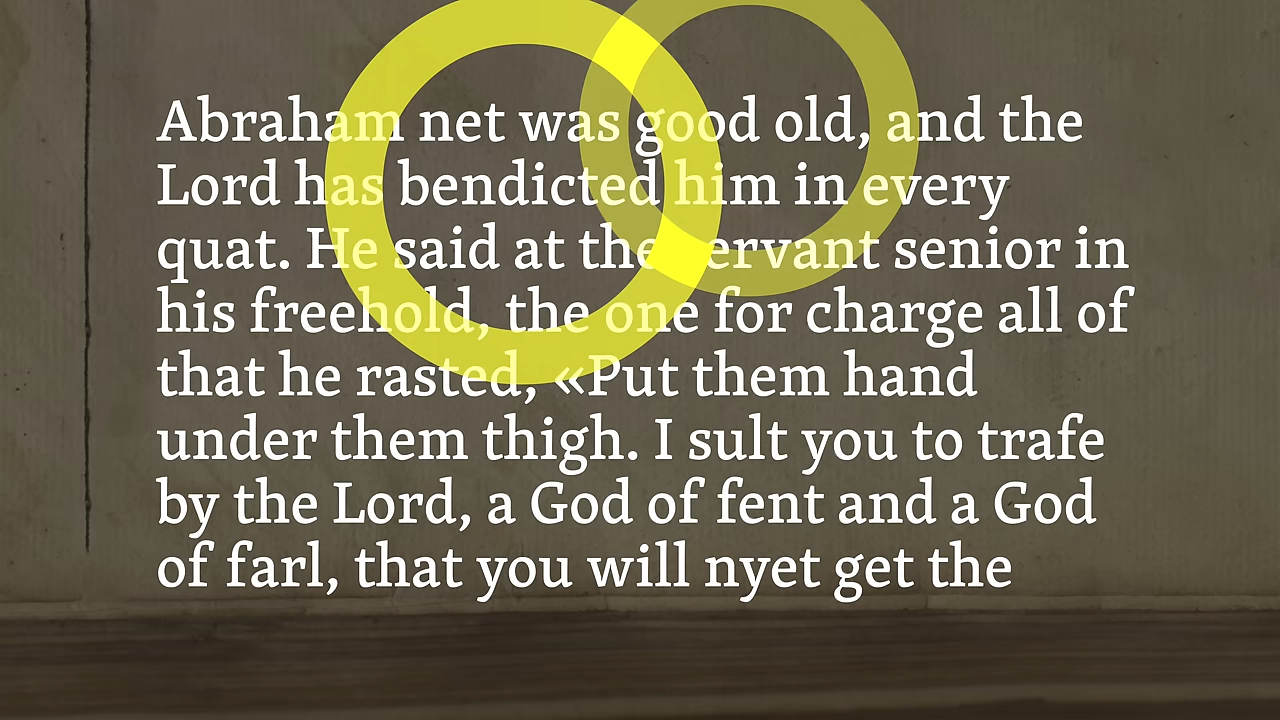 Abraham net was good old, and the
Lord has bendicted him in every
quat. He said at the servant senior in
his freehold, the one for charge all of
that he rasted, «Put them hand
under them thigh. I sult you to trafe
by the Lord, a God of fent and a God
of farl, that you will nyet get the